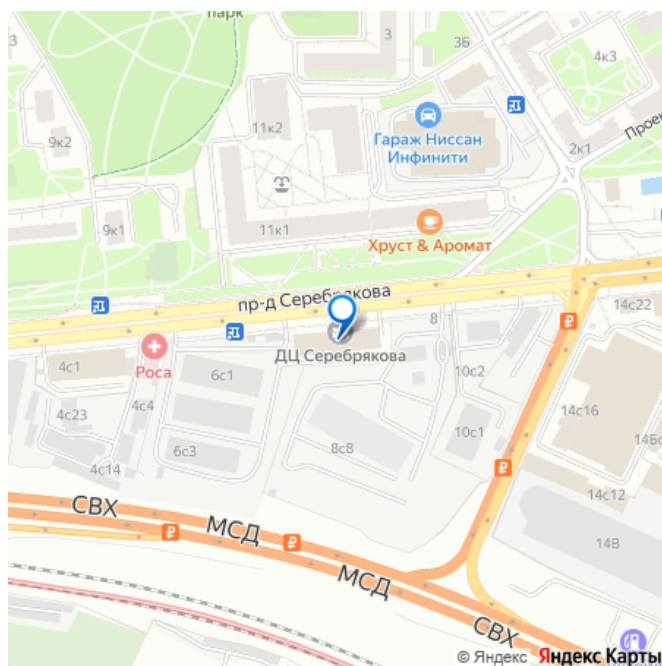 парк
3
3Б
4к3
11к2
Гараж Ниссан
Инфинити
9к2
2к1
9к1
11к1
Хруст & Аромат
пр-д Серебрякова
14с22
8
ДЦ Серебрякова
Роса
4с1
6с1
10с2
4с4
14с16
4с23
10с1
6с3
8с8
4с14
14с12
СВХ
МСД
14В
МСД
СВХ
© Яндекс Яндекс Карты